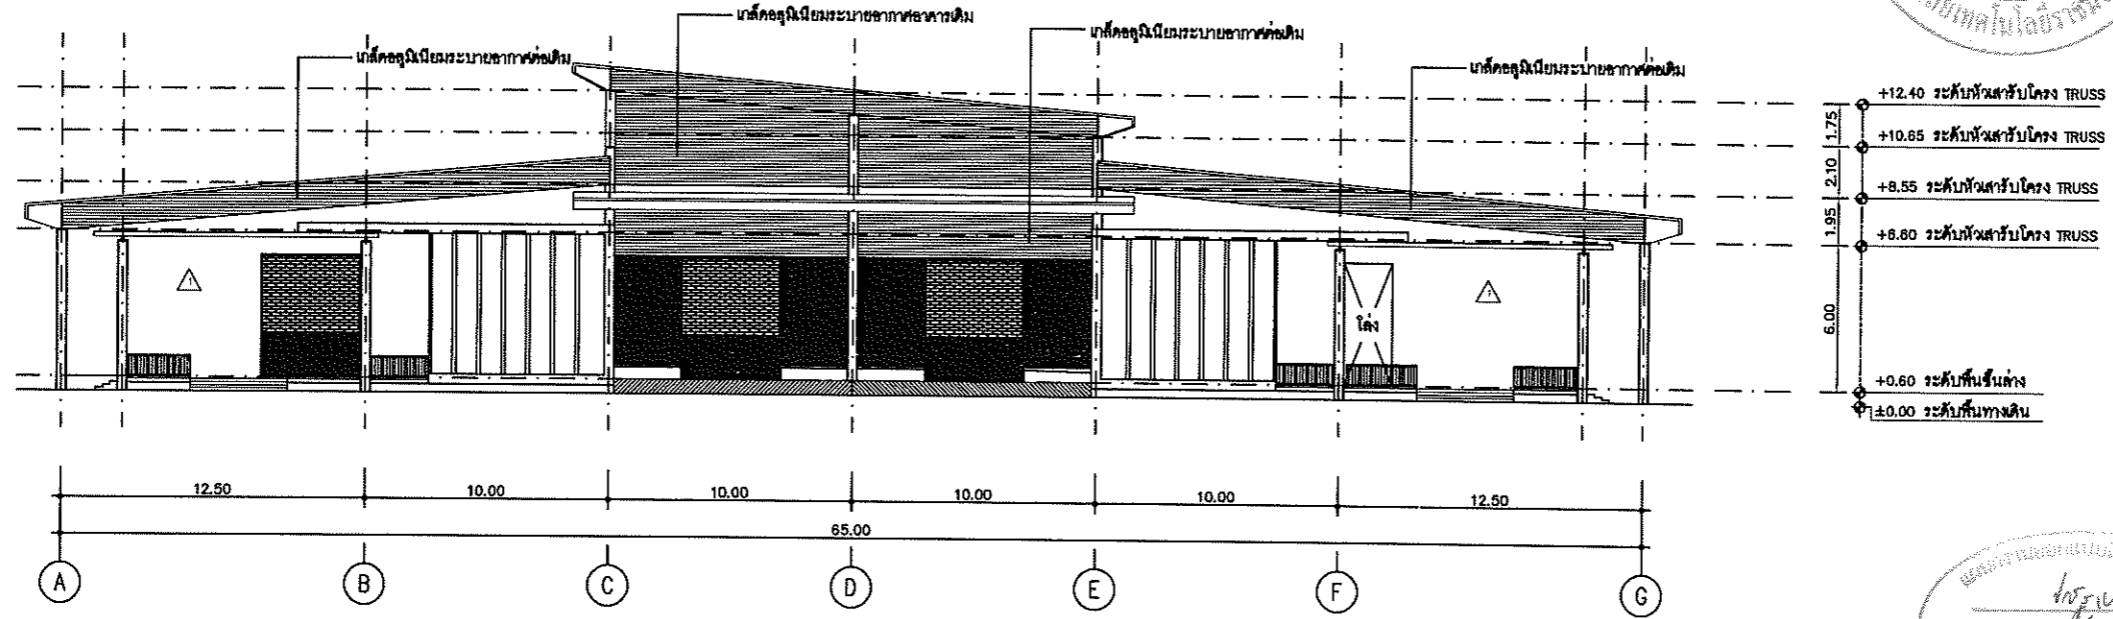 เกล็ดอลูมิเนียมระบายอากาศอาคารเดิม
เกล็ดอลูมิเนียมระบายอากาศต่อเติม
เกล็ดอลูมิเนียมระบายอากาศต่อเติม
เกล็ดอลูมิเนียมระบายอากาศต่อเติม
+12.40 ระดับหัวเสารับโครง TRUSS
1.75
+10.65 ระดับหัวเสารับโครง TRUSS
2.10
+8.55 ระดับหัวเสารับโครง TRUSS
1.95
+6.60 ระดับหัวเสารับโครง TRUSS
1
1
โล่ง
6.00
+0.60 ระดับพื้นชั้นล่าง
±0.00 ระดับพื้นทางเดิน
12.50 10.00 10.00 10.00 10.00 12.50
65.00
A B C D E F G